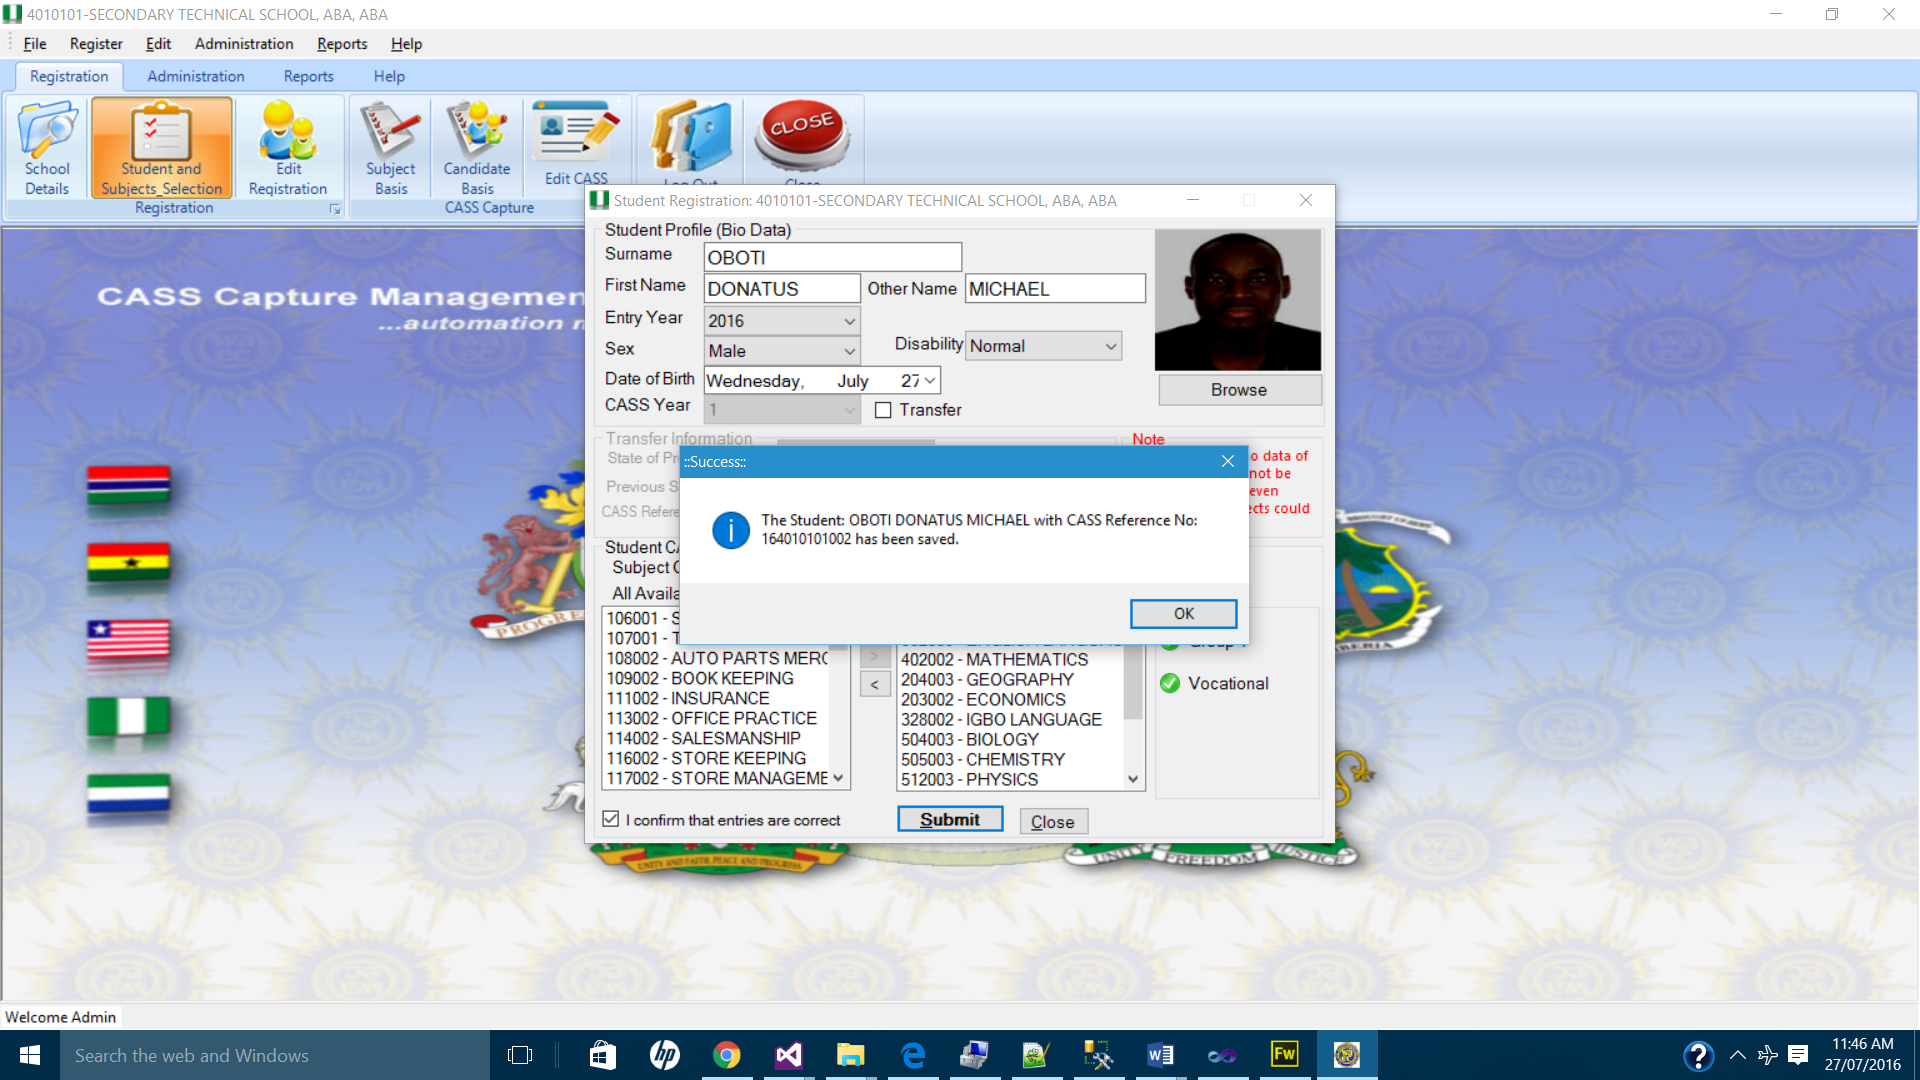 4010101-SECONDARY TECHNICAL SCHOOL, ABA, ABA
File Register Edit Administration Reports Help
Registration Administration Reports Help
School Details
Student and Subjects_Selection
Edit Registration
Registration
Subject Basis
Candidate Basis
Edit CASS
CASS Capture
Log Out
CLOSE
Close
CASS Capture Managemen
...automation
Student Registration: 4010101-SECONDARY TECHNICAL SCHOOL, ABA, ABA
Student Profile (Bio Data)
Surname OBOTI
First Name DONATUS Other Name MICHAEL
Entry Year 2016
Sex Male Disability Normal
Date of Birth Wednesday, July 27
CASS Year 1 Transfer
Browse
Transfer Information
State of Pr
Previous S
CASS Refere
Note
o data of
not be
even
cts could
::Success::
The Student: OBOTI DONATUS MICHAEL with CASS Reference No:
164010101002 has been saved.
OK
Student CA
Subject C
All Availa
106001 - S
107001 - T
108002 - AUTO PARTS MERC
109002 - BOOK KEEPING
111002 - INSURANCE
113002 - OFFICE PRACTICE
114002 - SALESMANSHIP
116002 - STORE KEEPING
117002 - STORE MANAGEME
>
<
402002 - MATHEMATICS
204003 - GEOGRAPHY
203002 - ECONOMICS
328002 - IGBO LANGUAGE
504003 - BIOLOGY
505003 - CHEMISTRY
512003 - PHYSICS
Vocational
I confirm that entries are correct
Submit
Close
PROGRE
BERIA
UNITY AND FAITH, PEACE AND PROGRESS
UNITY FREEDOM JUSTICE
Welcome Admin
Search the web and Windows
hp
Fw
11:46 AM
27/07/2016